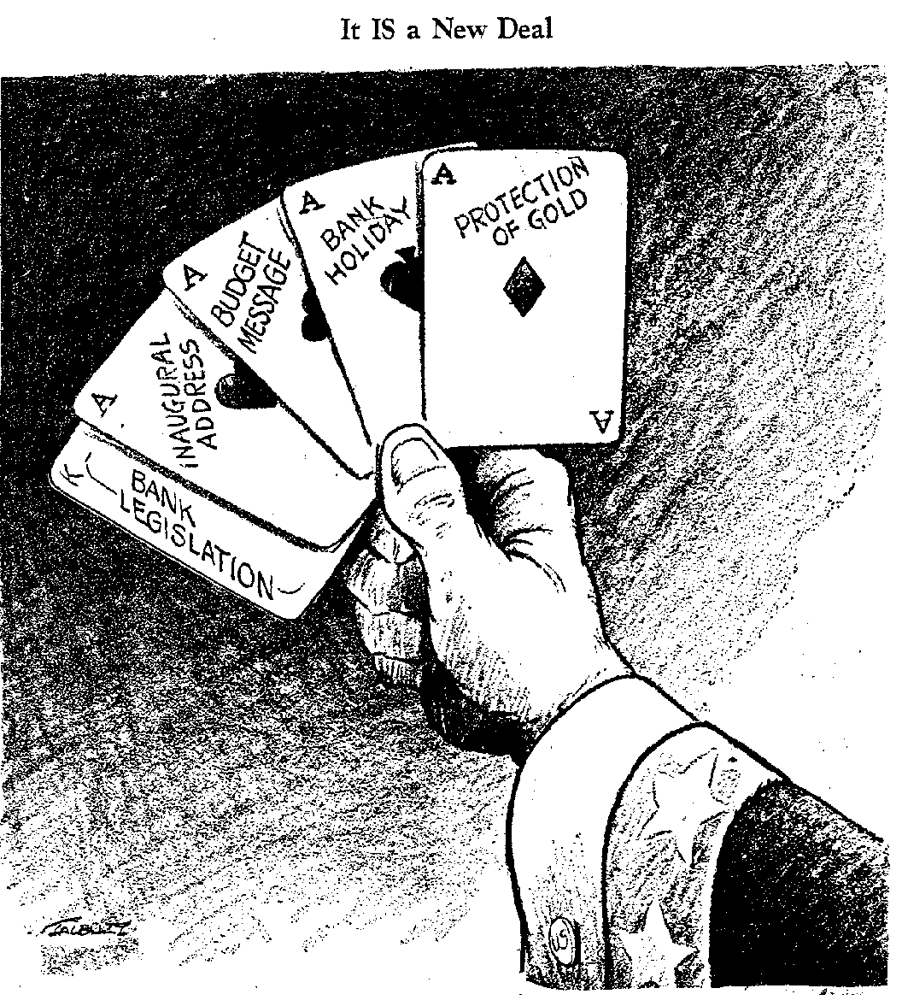 It IS a New Deal
A
PROTECTION
OF GOLD
A
A
BANK
HOLIDAY
A
BUDGET
MESSAGE
A
INAUGURAL
ADDRESS
K
BANK
LEGISLATION
US
TALBURT